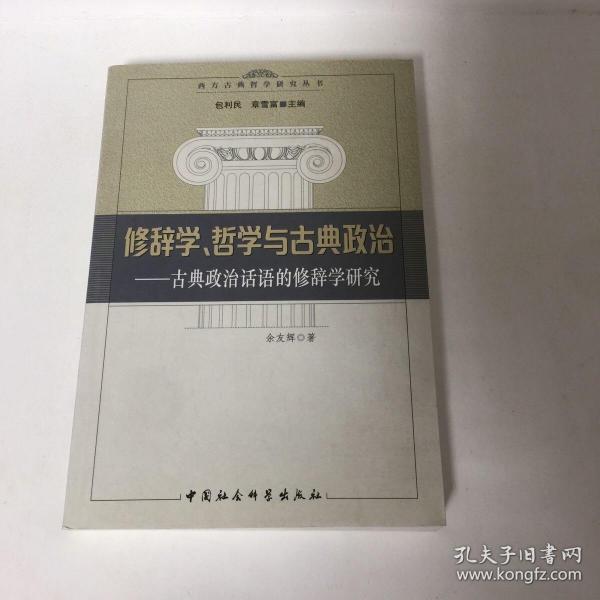 西方古典哲学研究丛书
包利民 章雪富■主编
修辞学、哲学与古典政治
——古典政治话语的修辞学研究
余友辉◎著
中国社会科学出版社
孔夫子旧书网
www.kongfz.com